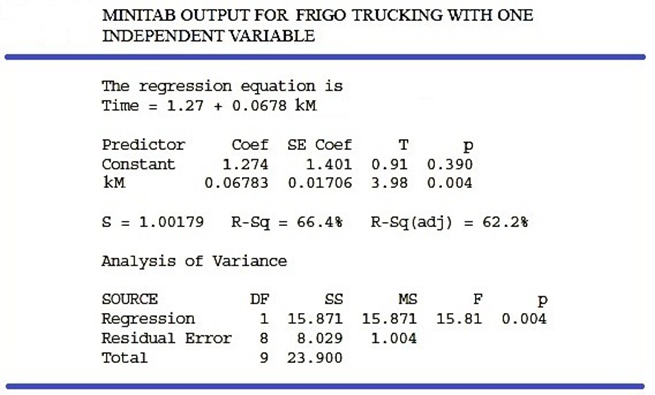 MINITAB OUTPUT FOR FRIGO TRUCKING WITH ONE
INDEPENDENT VARIABLE
The regression equation is
Time = 1.27 + 0.0678 kM
Predictor Coef SE Coef T p
Constant 1.274 1.401 0.91 0.390
kM 0.06783 0.01706 3.98 0.004
S = 1.00179 R-Sq = 66.4% R-Sq(adj) = 62.2%
Analysis of Variance
SOURCE DF SS MS F p
Regression 1 15.871 15.871 15.81 0.004
Residual Error 8 8.029 1.004
Total 9 23.900